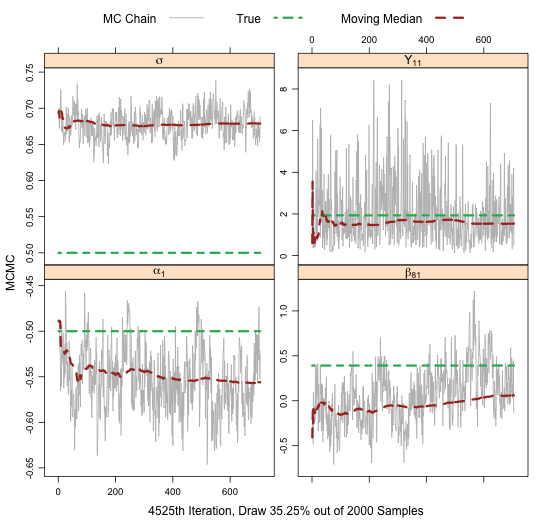 MC Chain True Moving Median
0 200 400 600
σ Y₁₁
0.75
0.70
0.65
0.60
0.55
0.50
8
6
4
2
0
MCMC
α₁ β₈₁
-0.45
-0.50
-0.55
-0.60
-0.65
1.0
0.5
0.0
-0.5
0 200 400 600
4525th Iteration, Draw 35.25% out of 2000 Samples